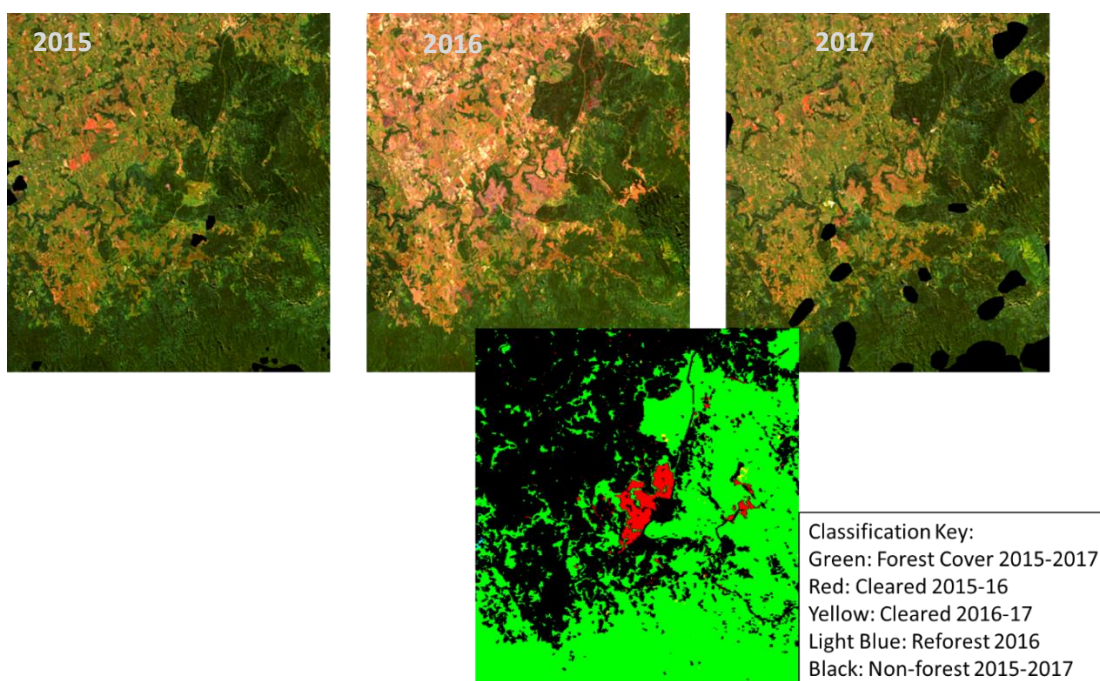 2015
2016
2017
Classification Key:
Green: Forest Cover 2015-2017
Red: Cleared 2015-16
Yellow: Cleared 2016-17
Light Blue: Reforest 2016
Black: Non-forest 2015-2017